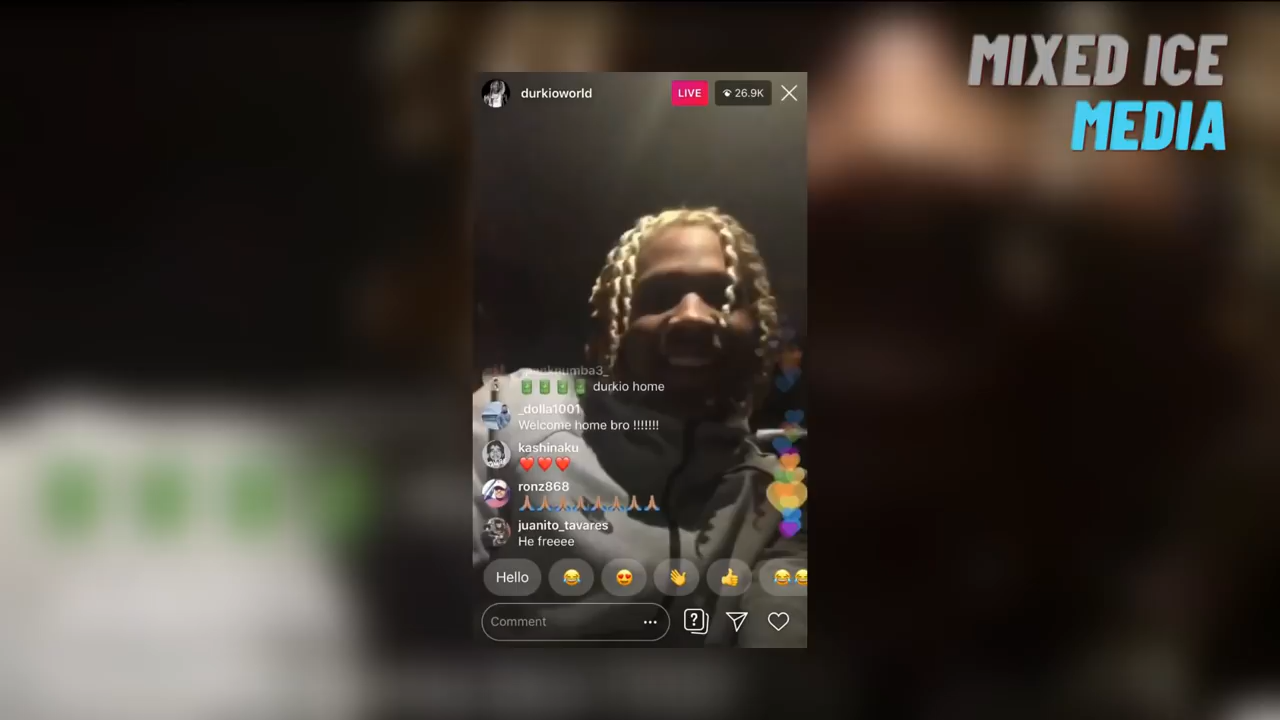 MIXED ICE
MEDIA
durkioworld
LIVE
26.9K
durkio home
_dolla1001
Welcome home bro !!!!!!!
kashinaku
ronz868
juanito_tavares
He freeee
Hello
Comment